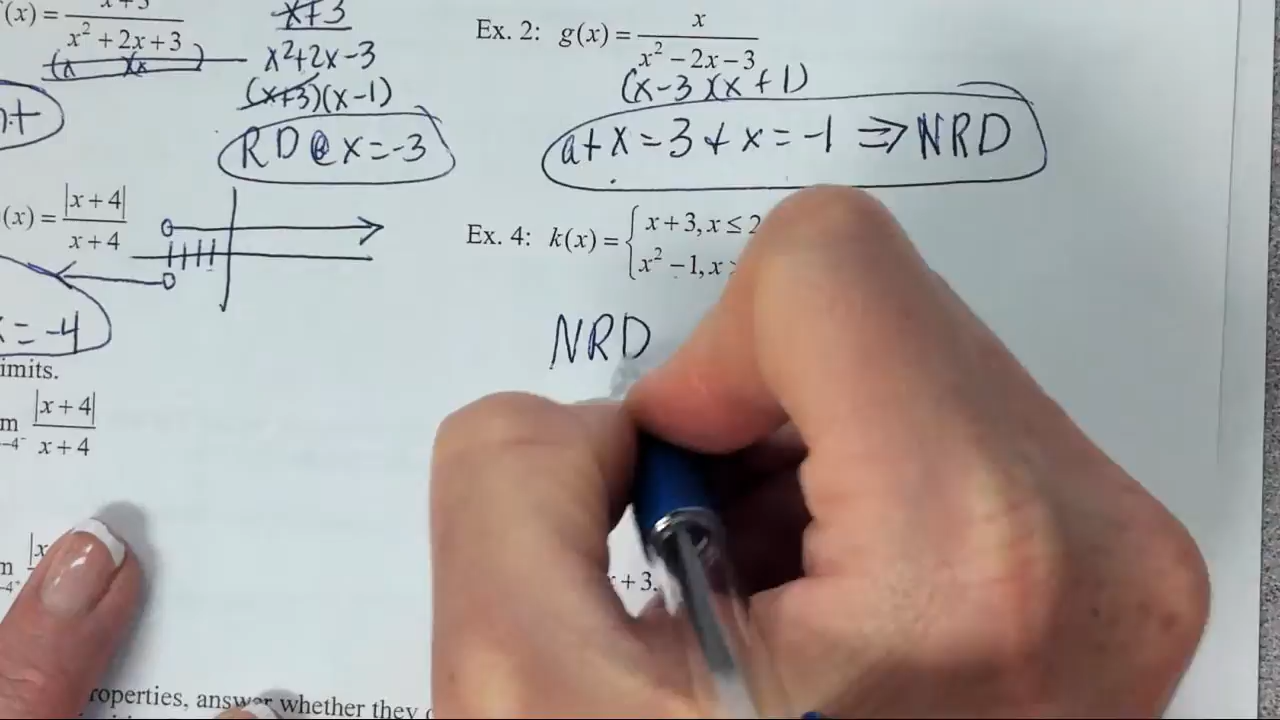 (x) =
x² + 2x + 3
(x )(x )
x+3
x²+2x-3
(x+3)(x-1)
nt
RD @ x = -3
Ex. 2: g(x) = x / x² − 2x − 3
(x-3)(x+1)
at x = 3 + x = -1 ⇒ NRD
(x) = |x + 4| / x + 4
= -4
Ex. 4: k(x) = { x + 3, x ≤ 2
x² − 1, x
NRD
imits.
m |x + 4| / x + 4
−4⁻
m |x
−4⁺
+ 3.
roperties, answer whether they